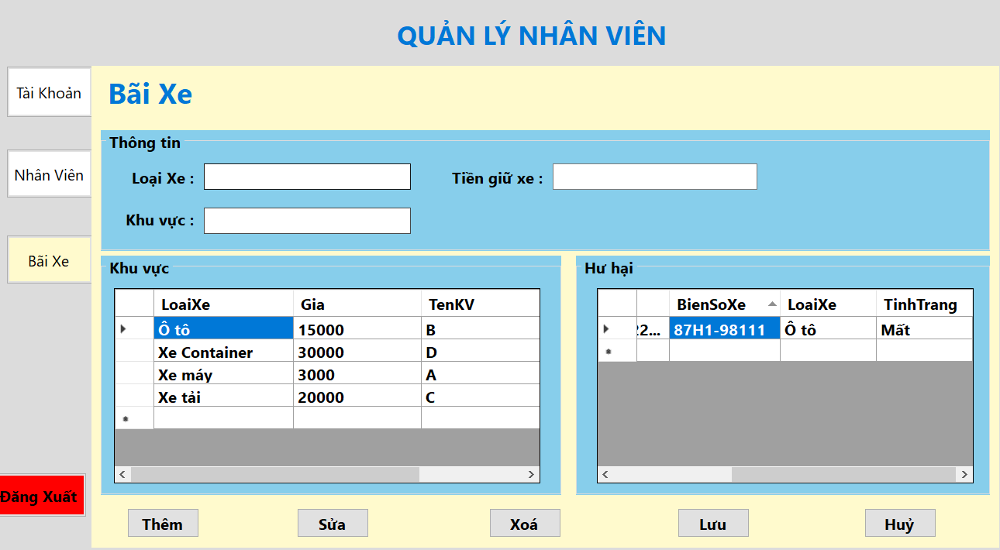 QUẢN LÝ NHÂN VIÊN
Tài Khoản
Nhân Viên
Bãi Xe
Đăng Xuất
Bãi Xe
Thông tin
Loại Xe :
Tiền giữ xe :
Khu vực :
Khu vực
LoaiXe Gia TenKV
Ô tô 15000 B
Xe Container 30000 D
Xe máy 3000 A
Xe tải 20000 C
Hư hại
BienSoXe LoaiXe TinhTrang
22... 87H1-98111 Ô tô Mất
Thêm Sửa Xoá Lưu Huỷ